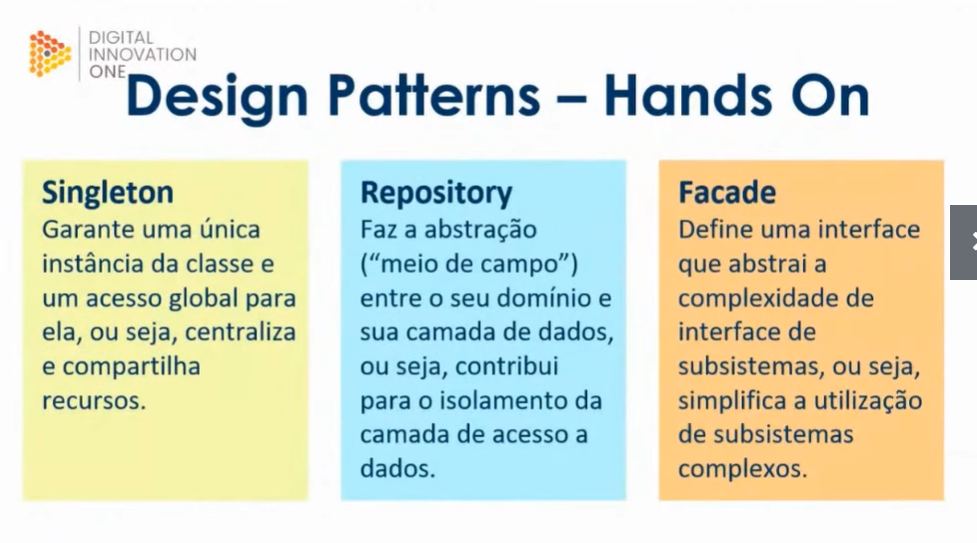 DIGITAL
INNOVATION
ONE
Design Patterns – Hands On
Singleton
Garante uma única
instância da classe e
um acesso global para
ela, ou seja, centraliza
e compartilha
recursos.
Repository
Faz a abstração
(“meio de campo”)
entre o seu domínio e
sua camada de dados,
ou seja, contribui
para o isolamento da
camada de acesso a
dados.
Facade
Define uma interface
que abstrai a
complexidade de
interface de
subsistemas, ou seja,
simplifica a utilização
de subsistemas
complexos.